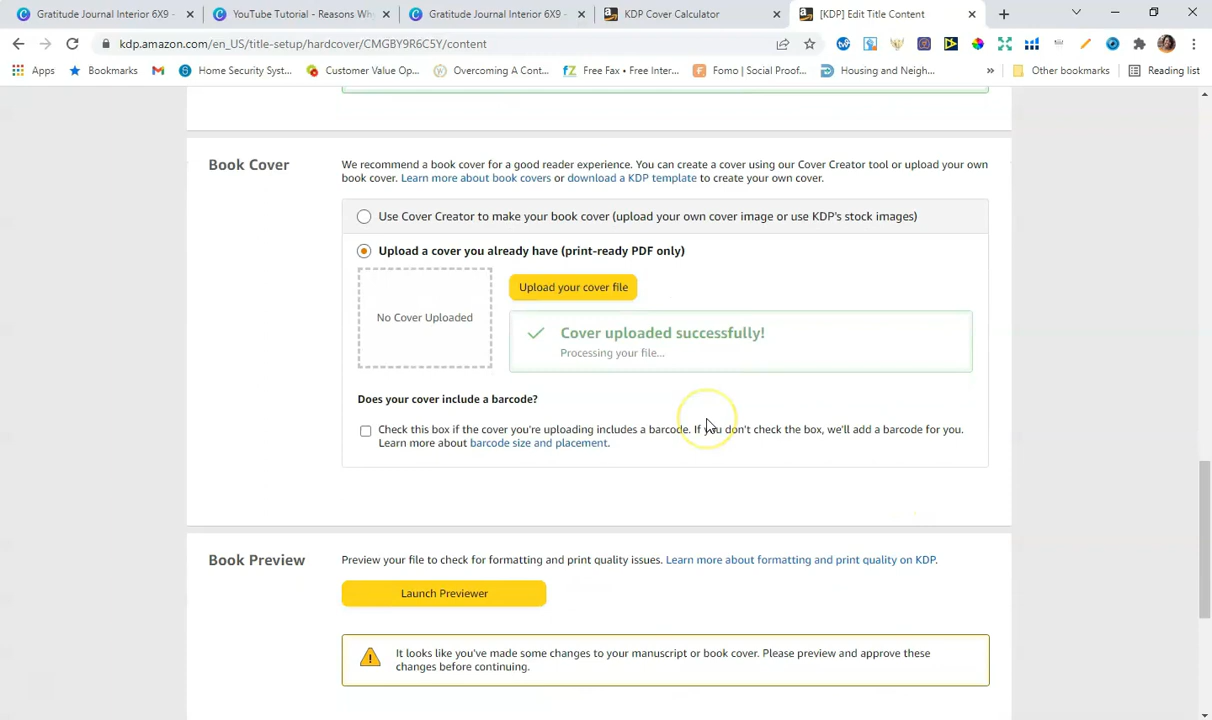 Gratitude Journal Interior 6X9 -
YouTube Tutorial - Reasons Why
Gratitude Journal Interior 6X9 -
KDP Cover Calculator
[KDP] Edit Title Content
kdp.amazon.com/en_US/title-setup/hardcover/CMGBY9R6C5Y/content
Apps
Bookmarks
Home Security Syst...
Customer Value Op...
Overcoming A Cont...
Free Fax • Free Inter...
Fomo | Social Proof...
Housing and Neigh...
»
Other bookmarks
Reading list
Book Cover
We recommend a book cover for a good reader experience. You can create a cover using our Cover Creator tool or upload your own
book cover. Learn more about book covers or download a KDP template to create your own cover.
Use Cover Creator to make your book cover (upload your own cover image or use KDP's stock images)
Upload a cover you already have (print-ready PDF only)
No Cover Uploaded
Upload your cover file
Cover uploaded successfully!
Processing your file...
Does your cover include a barcode?
Check this box if the cover you're uploading includes a barcode. If you don't check the box, we'll add a barcode for you.
Learn more about barcode size and placement.
Book Preview
Preview your file to check for formatting and print quality issues. Learn more about formatting and print quality on KDP.
Launch Previewer
It looks like you've made some changes to your manuscript or book cover. Please preview and approve these
changes before continuing.